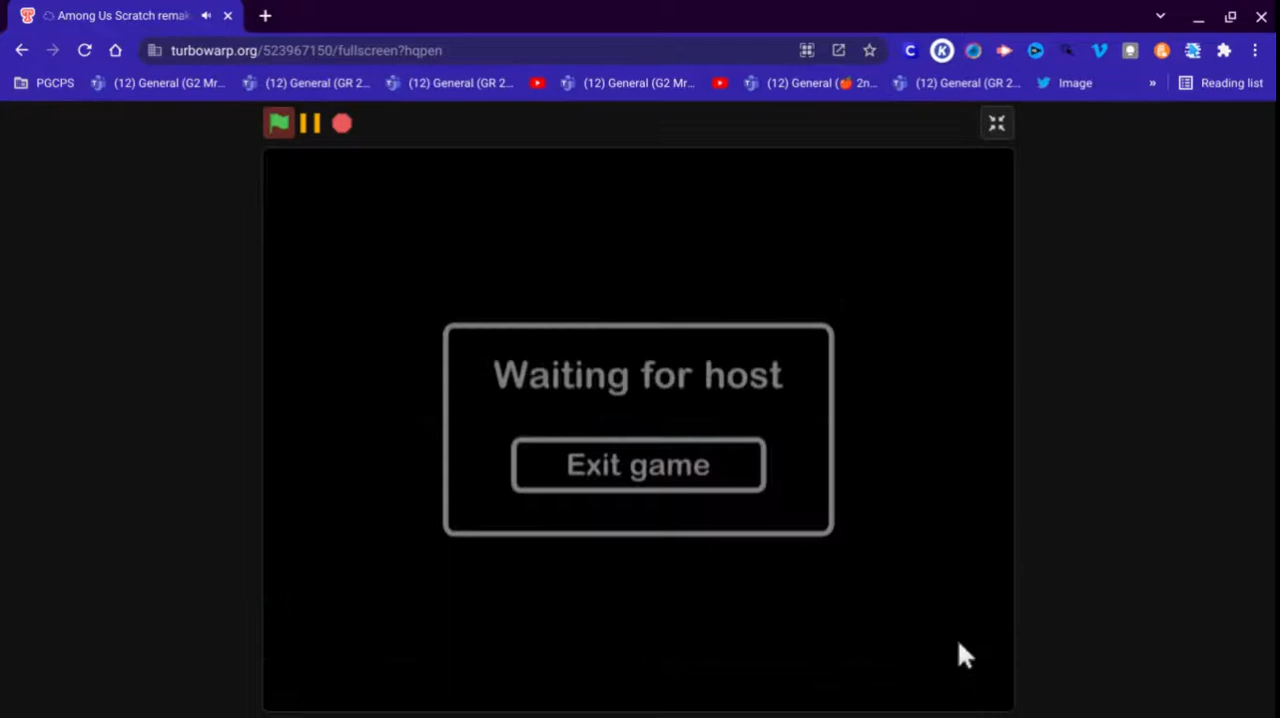 Among Us Scratch remak
turbowarp.org/523967150/fullscreen?hqpen
PGCPS
(12) General (G2 Mr...
(12) General (GR 2...
(12) General (GR 2...
(12) General (G2 Mr...
(12) General (🍎 2n...
(12) General (GR 2...
Image
»
Reading list
Waiting for host
Exit game